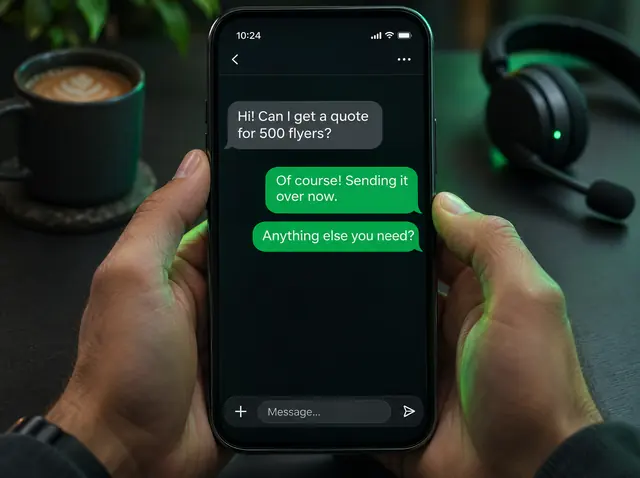 10:24
Hi! Can I get a quote
for 500 flyers?
Of course! Sending it
over now.
Anything else you need?
Message...